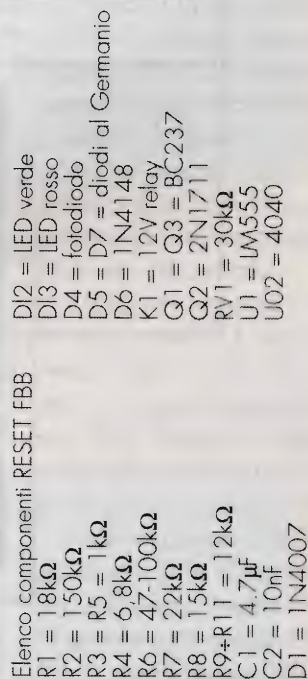 Elenco componenti RESET FBB
R1 = 18kΩ
R2 = 150kΩ
R3 = R5 = 1kΩ
R4 = 6,8kΩ
R6 = 47-100kΩ
R7 = 22kΩ
R8 = 15kΩ
R9÷R11 = 12kΩ
C1 = 4.7µF
C2 = 10nF
D1 = 1N4007
DI2 = LED verde
DI3 = LED rosso
D4 = fotodiodo
D5 = D7 = diodi al Germanio
D6 = 1N4148
K1 = 12V relay
Q1 = Q3 = BC237
Q2 = 2N1711
RV1 = 30kΩ
U1 = LM555
U02 = 4040